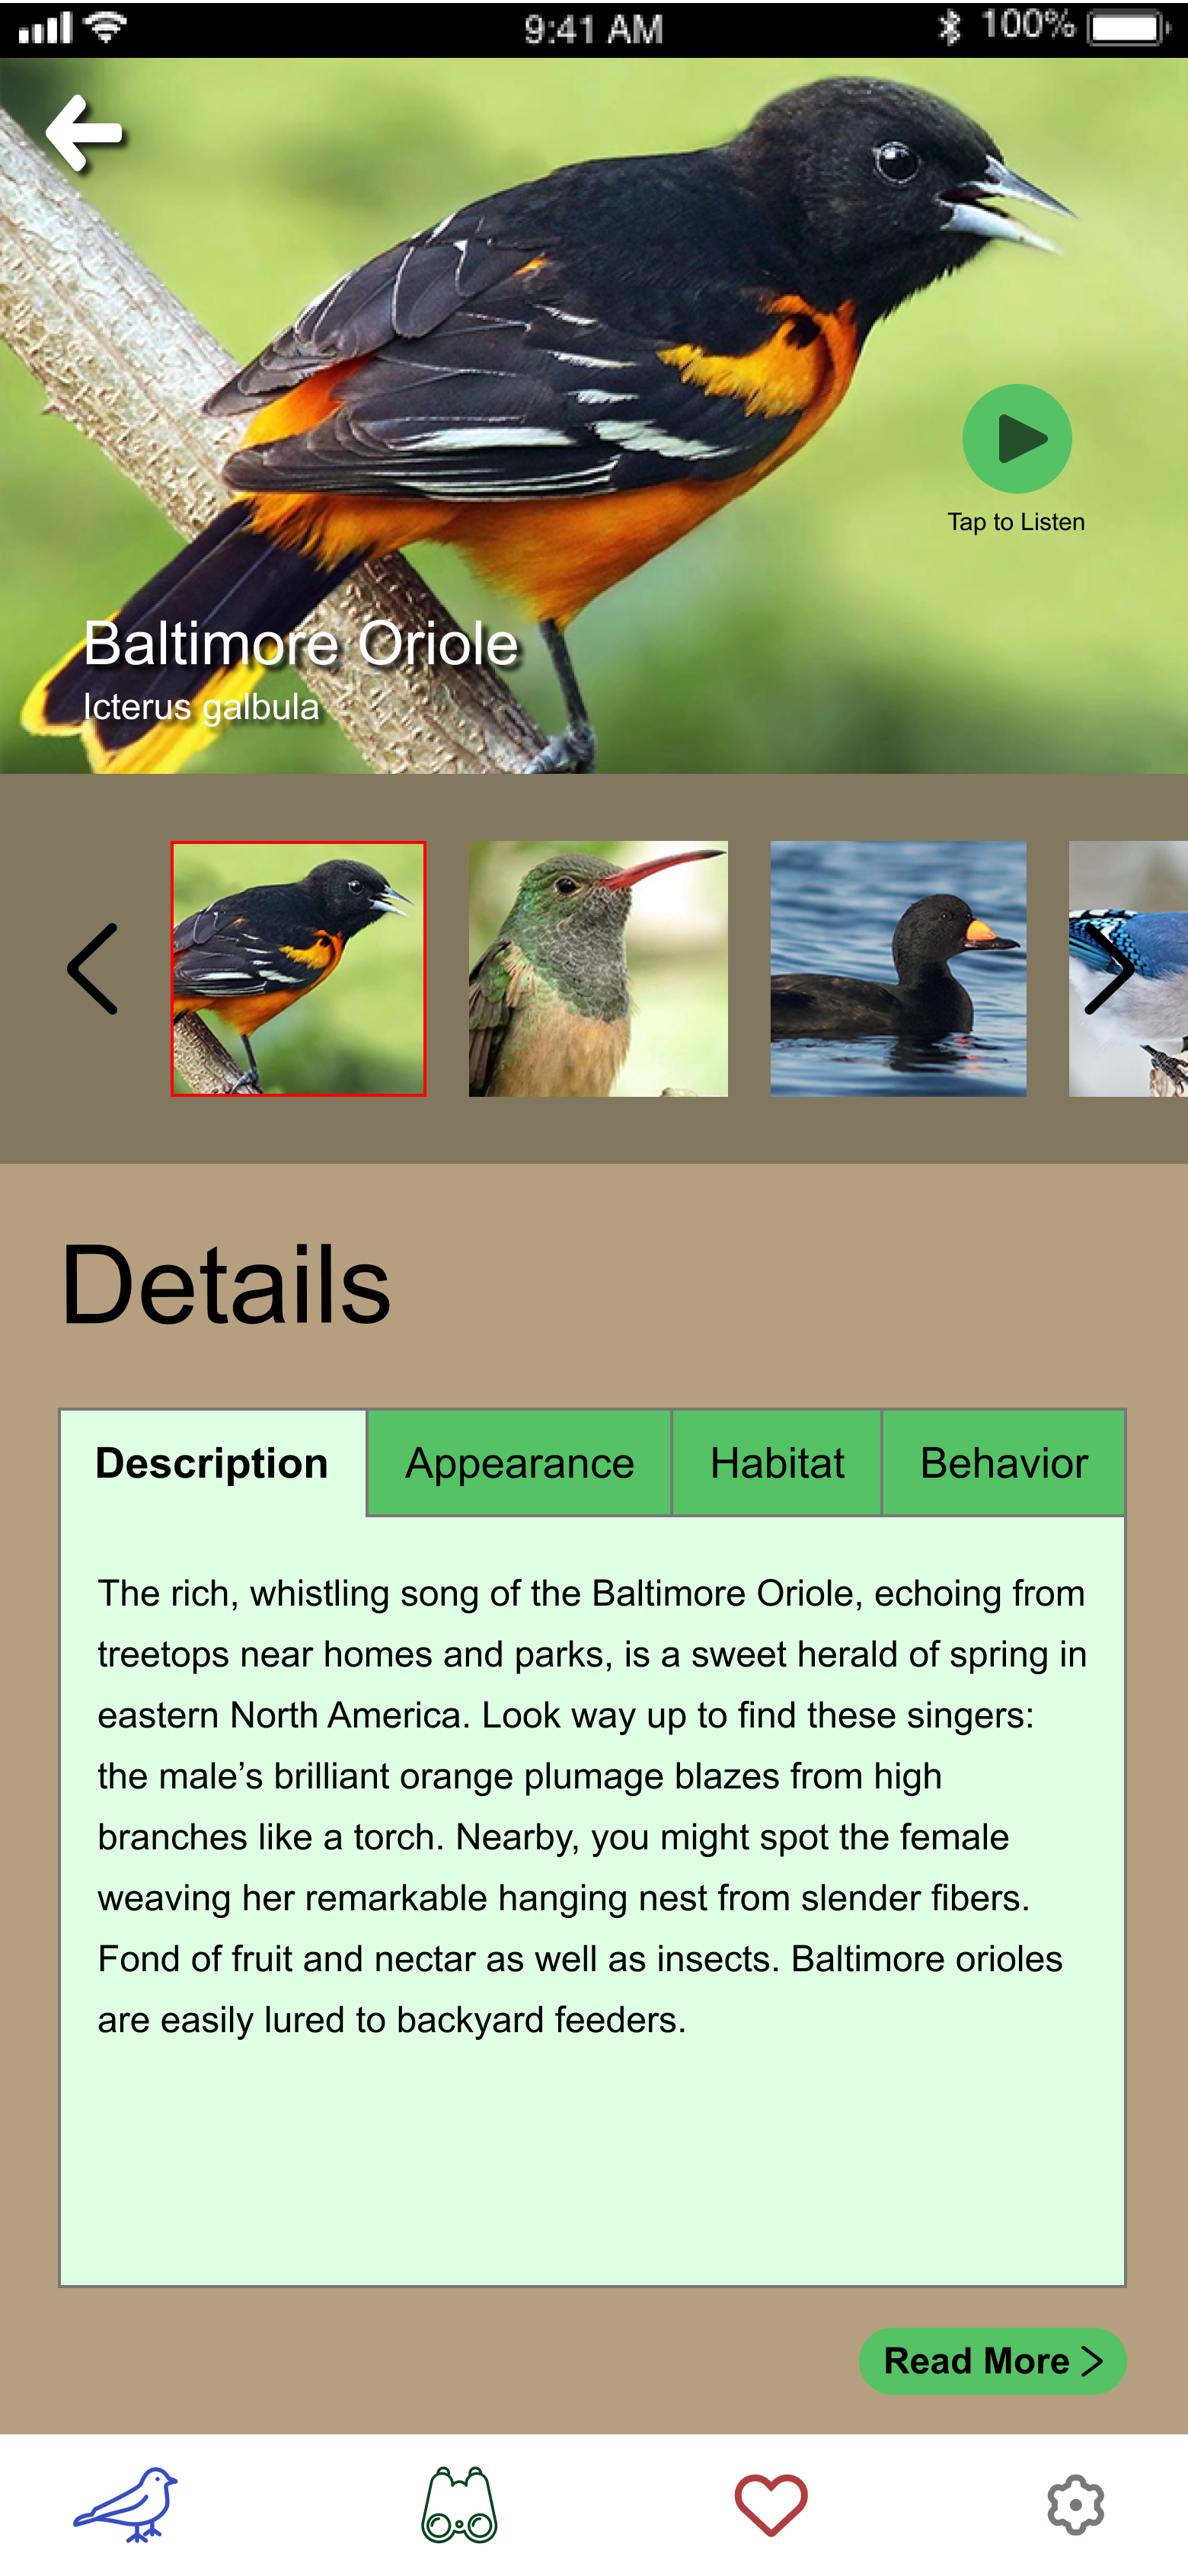 9:41 AM
100%
Tap to Listen
Baltimore Oriole
Icterus galbula
Details
Description Appearance Habitat Behavior
The rich, whistling song of the Baltimore Oriole, echoing from
treetops near homes and parks, is a sweet herald of spring in
eastern North America. Look way up to find these singers:
the male’s brilliant orange plumage blazes from high
branches like a torch. Nearby, you might spot the female
weaving her remarkable hanging nest from slender fibers.
Fond of fruit and nectar as well as insects. Baltimore orioles
are easily lured to backyard feeders.
Read More